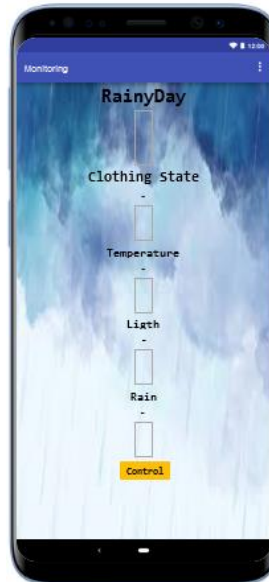 12:00
Monitoring
RainyDay
Clothing State
-
Temperature
-
Ligth
-
Rain
-
Control